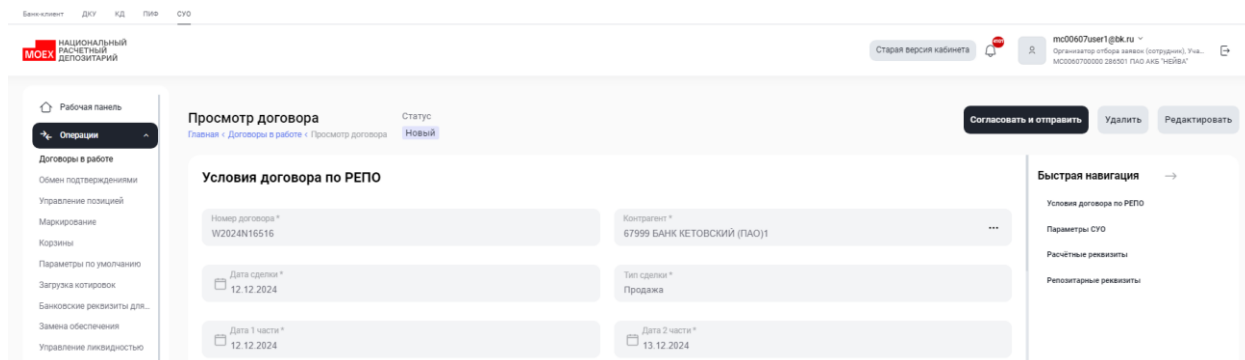 Банк-клиент ДКУ КД ПИФ СУО
MOEX НАЦИОНАЛЬНЫЙ РАСЧЕТНЫЙ ДЕПОЗИТАРИЙ
Старая версия кабинета
mc00607user1@bk.ru
Организатор отбора заявок (сотрудник), Уча...
MC0060700000 286501 ПАО АКБ "НЕЙВА"
Рабочая панель
Операции
Договоры в работе
Обмен подтверждениями
Управление позицией
Маркирование
Корзины
Параметры по умолчанию
Загрузка котировок
Банковские реквизиты для...
Замена обеспечения
Управление ликвидностью
Просмотр договора
Главная < Договоры в работе < Просмотр договора
Статус
Новый
Согласовать и отправить
Удалить
Редактировать
Условия договора по РЕПО
Номер договора *
W2024N16516
Контрагент *
67999 БАНК КЕТОВСКИЙ (ПАО)1
...
Дата сделки *
12.12.2024
Тип сделки *
Продажа
Дата 1 части *
12.12.2024
Дата 2 части *
13.12.2024
Быстрая навигация →
Условия договора по РЕПО
Параметры СУО
Расчётные реквизиты
Репозитарные реквизиты